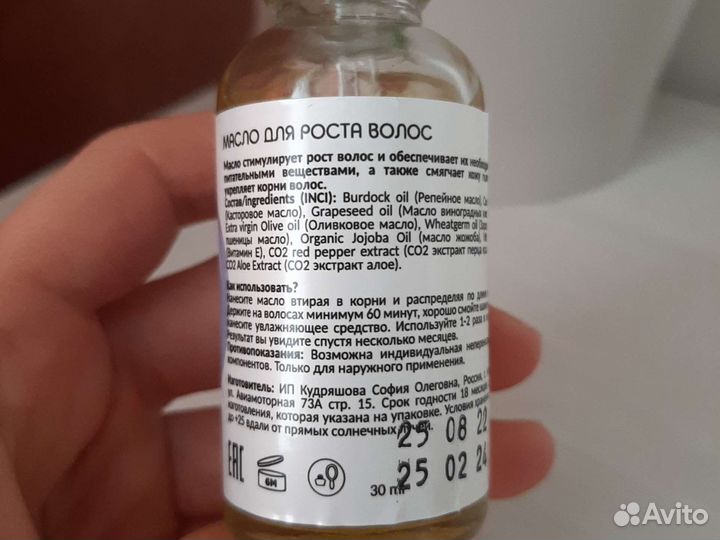 МАСЛО ДЛЯ РОСТА ВОЛОС
Масло стимулирует рост волос и обеспечивает их
питательными веществами, а также смягчает кожу
укрепляет корни волос.
Состав/ingredients (INCI): Burdock oil (Репейное масло),
(Касторовое масло), Grapeseed oil (Масло виноградных
Extra virgin Olive oil (Оливковое масло), Wheatgerm oil
пшеницы масло), Organic Jojoba Oil (масло жожоба),
(Витамин Е), CO2 red pepper extract (CO2 экстракт перца
CO2 Aloe Extract (CO2 экстракт алое).
Как использовать?
Нанесите масло втирая в корни и распределяя по
Держите на волосах минимум 60 минут, хорошо смойте
нанесите увлажняющее средство. Используйте 1-2 раза в
Результат вы увидите спустя несколько месяцев.
Противопоказания: Возможна индивидуальная
компонентов. Только для наружного применения.
Изготовитель: ИП Кудряшова София Олеговна, Россия,
ул. Авиамоторная 73А стр. 15. Срок годности 18
изготовления, которая указана на упаковке. Условия
до +25 вдали от прямых солнечных лучей.
25 08 22
25 02 24
EAC
6M
30 ml
Avito